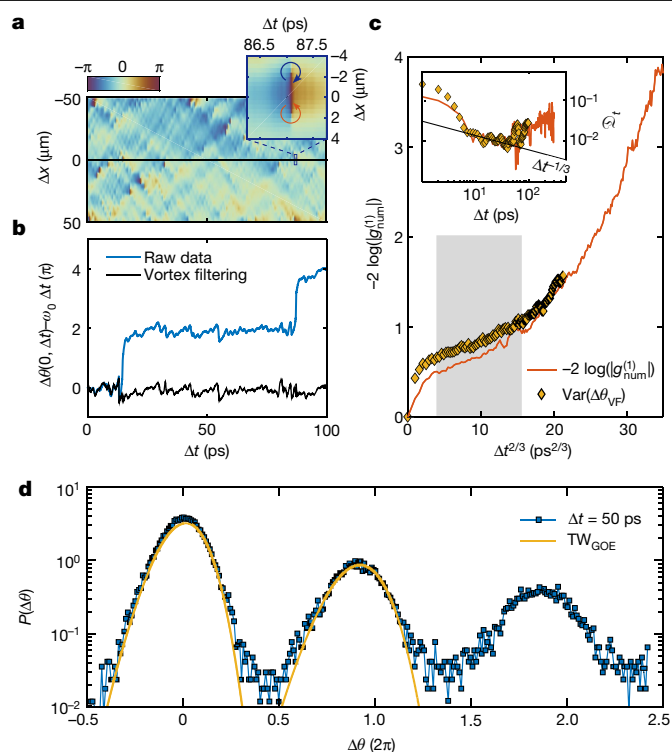 a
Δt (ps)
86.5 87.5
−π 0 π
−4
−2
0
2
4
Δx (μm)
−50
0
50
Δx (μm)
b
Raw data
Vortex filtering
4
2
0
Δθ(0, Δt)–ω₀ Δt (π)
0 50 100
Δt (ps)
c
4
3
2
1
0
−2 log(|g⁽¹⁾num|)
10⁻¹
10⁻²
Δt⁻¹/³
10¹ 10²
Δt (ps)
−2 log(|g⁽¹⁾num|)
Var(Δθ_VF)
0 10 20 30
Δt²/³ (ps²/³)
d
10¹
10⁰
10⁻¹
10⁻²
P(Δθ)
Δt = 50 ps
TW_GOE
−0.5 0 0.5 1.0 1.5 2.0 2.5
Δθ (2π)